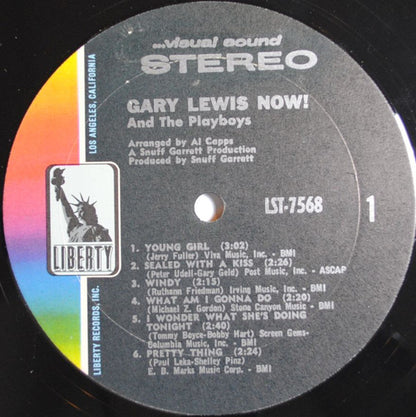 ...visual sound
STEREO
GARY LEWIS NOW!
And The Playboys
Arranged by Al Capps
A Snuff Garrett Production
Produced by Snuff Garrett
LST-7568
1
1. YOUNG GIRL (3:02)
(Jerry Fuller) Viva Music, Inc. - BMI
2. SEALED WITH A KISS (2:26)
(Peter Udell-Gary Geld) Post Music, Inc. - ASCAP
3. WINDY (2:15)
(Ruthann Friedman) Irving Music, Inc. - BMI
4. WHAT AM I GONNA DO (2:20)
(Michael Z. Gordon) Stone Canyon Music - BMI
5. I WONDER WHAT SHE'S DOING
TONIGHT (2:40)
(Tommy Boyce-Bobby Hart) Screen Gems-
Columbia Music, Inc. - BMI
6. PRETTY THING (2:24)
(Paul Leka-Shelley Pinz)
E. B. Marks Music Corp. - BMI
LIBERTY
LIBERTY RECORDS, INC.
LOS ANGELES, CALIFORNIA